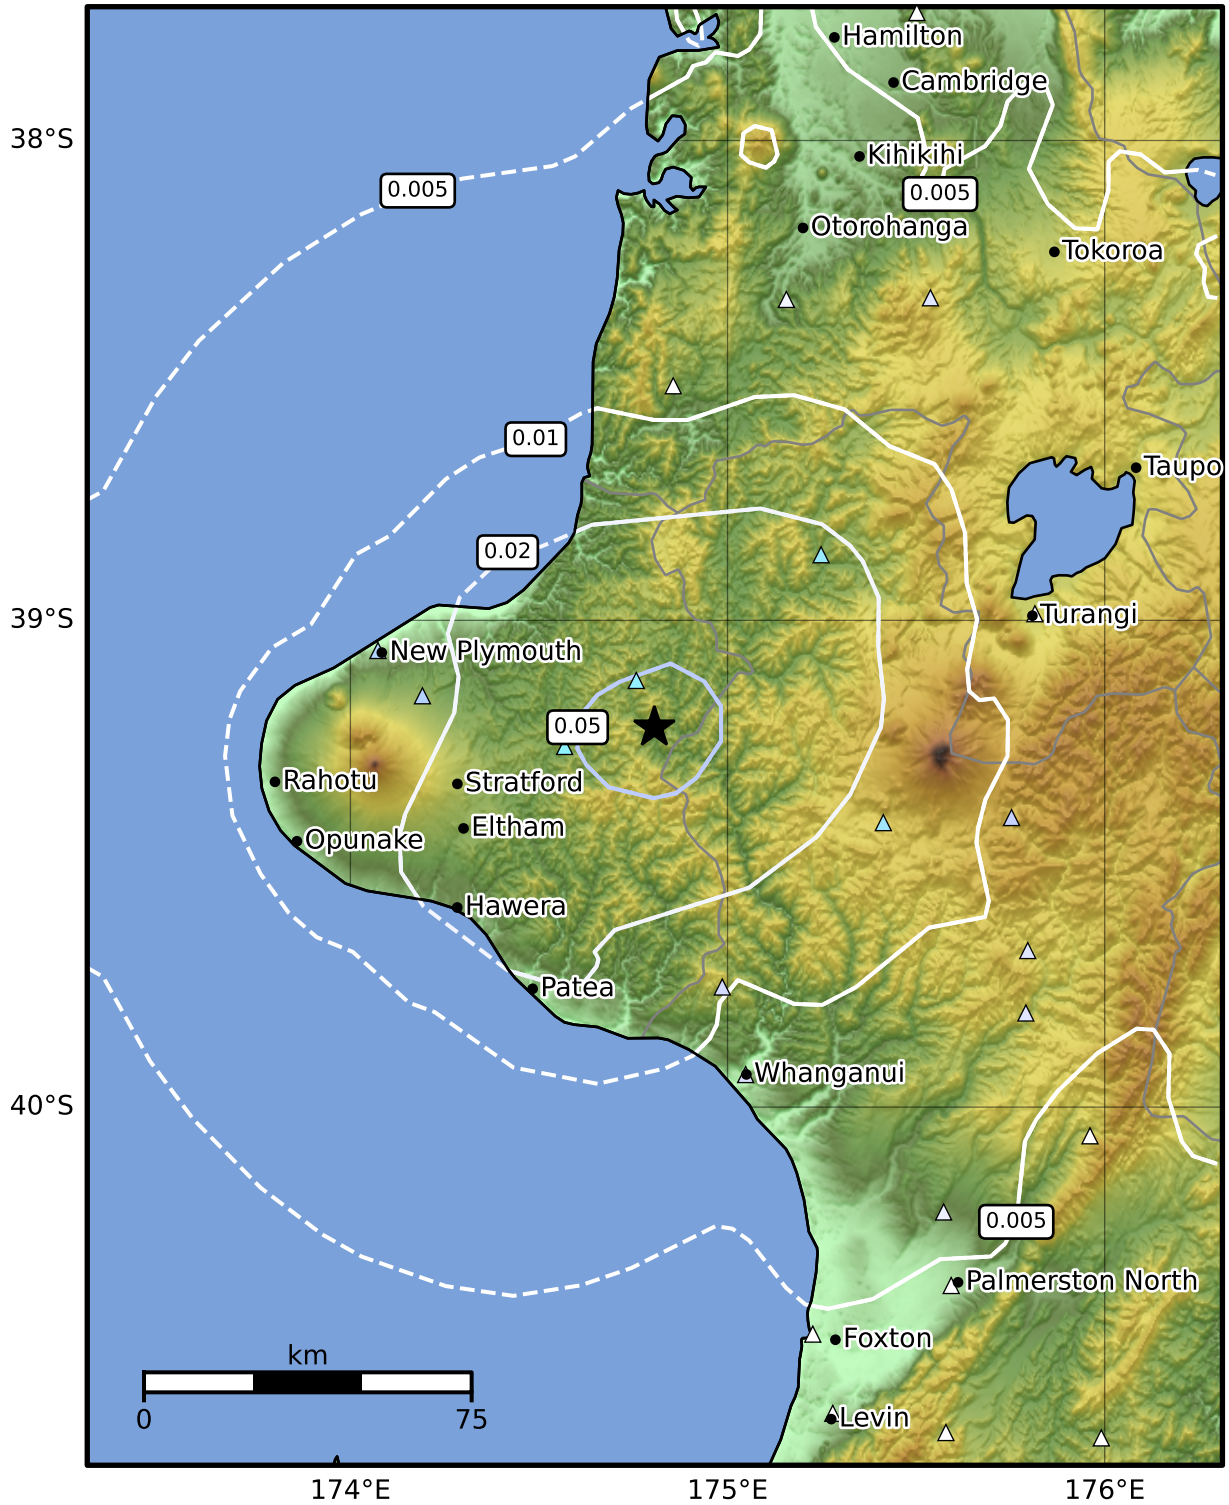 Hamilton
Cambridge
38°S
Kihikihi
0.005
0.005
Otorohanga
Tokoroa
0.01
Taupo
0.02
39°S
Turangi
New Plymouth
0.05
Rahotu
Stratford
Eltham
Opunake
Hawera
Patea
Whanganui
40°S
0.005
Palmerston North
Foxton
km
0 75
Levin
174°E 175°E 176°E